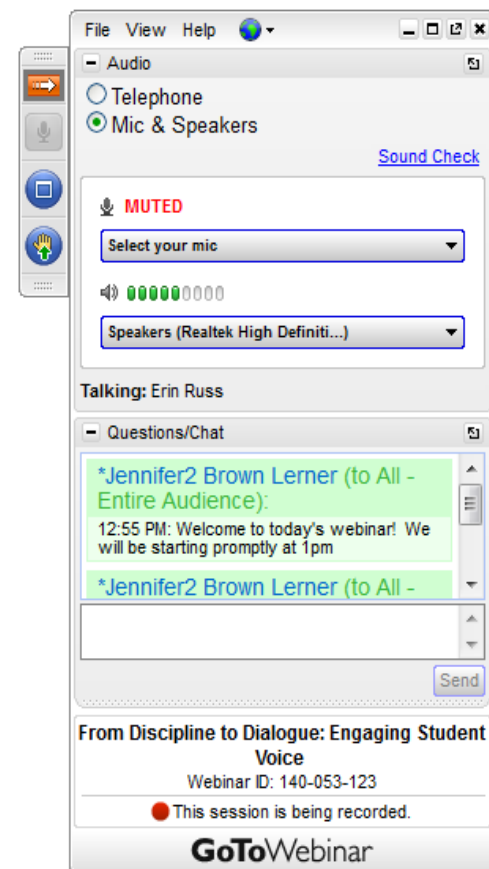 File View Help
Audio
Telephone
Mic & Speakers
Sound Check
MUTED
Select your mic
Speakers (Realtek High Definiti...)
Talking: Erin Russ
Questions/Chat
*Jennifer2 Brown Lerner (to All -
Entire Audience):
12:55 PM: Welcome to today's webinar! We
will be starting promptly at 1pm
*Jennifer2 Brown Lerner (to All -
Send
From Discipline to Dialogue: Engaging Student
Voice
Webinar ID: 140-053-123
This session is being recorded.
GoToWebinar